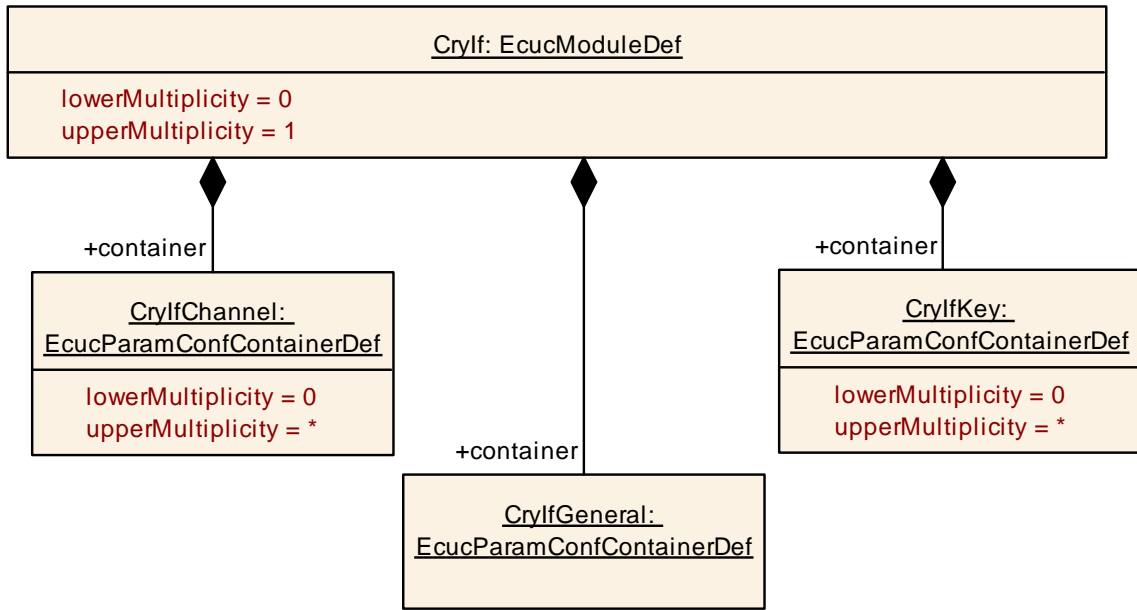 CryIf: EcucModuleDef
lowerMultiplicity = 0
upperMultiplicity = 1
+container
CryIfChannel:
EcucParamConfContainerDef
lowerMultiplicity = 0
upperMultiplicity = *
+container
CryIfKey:
EcucParamConfContainerDef
lowerMultiplicity = 0
upperMultiplicity = *
+container
CryIfGeneral:
EcucParamConfContainerDef